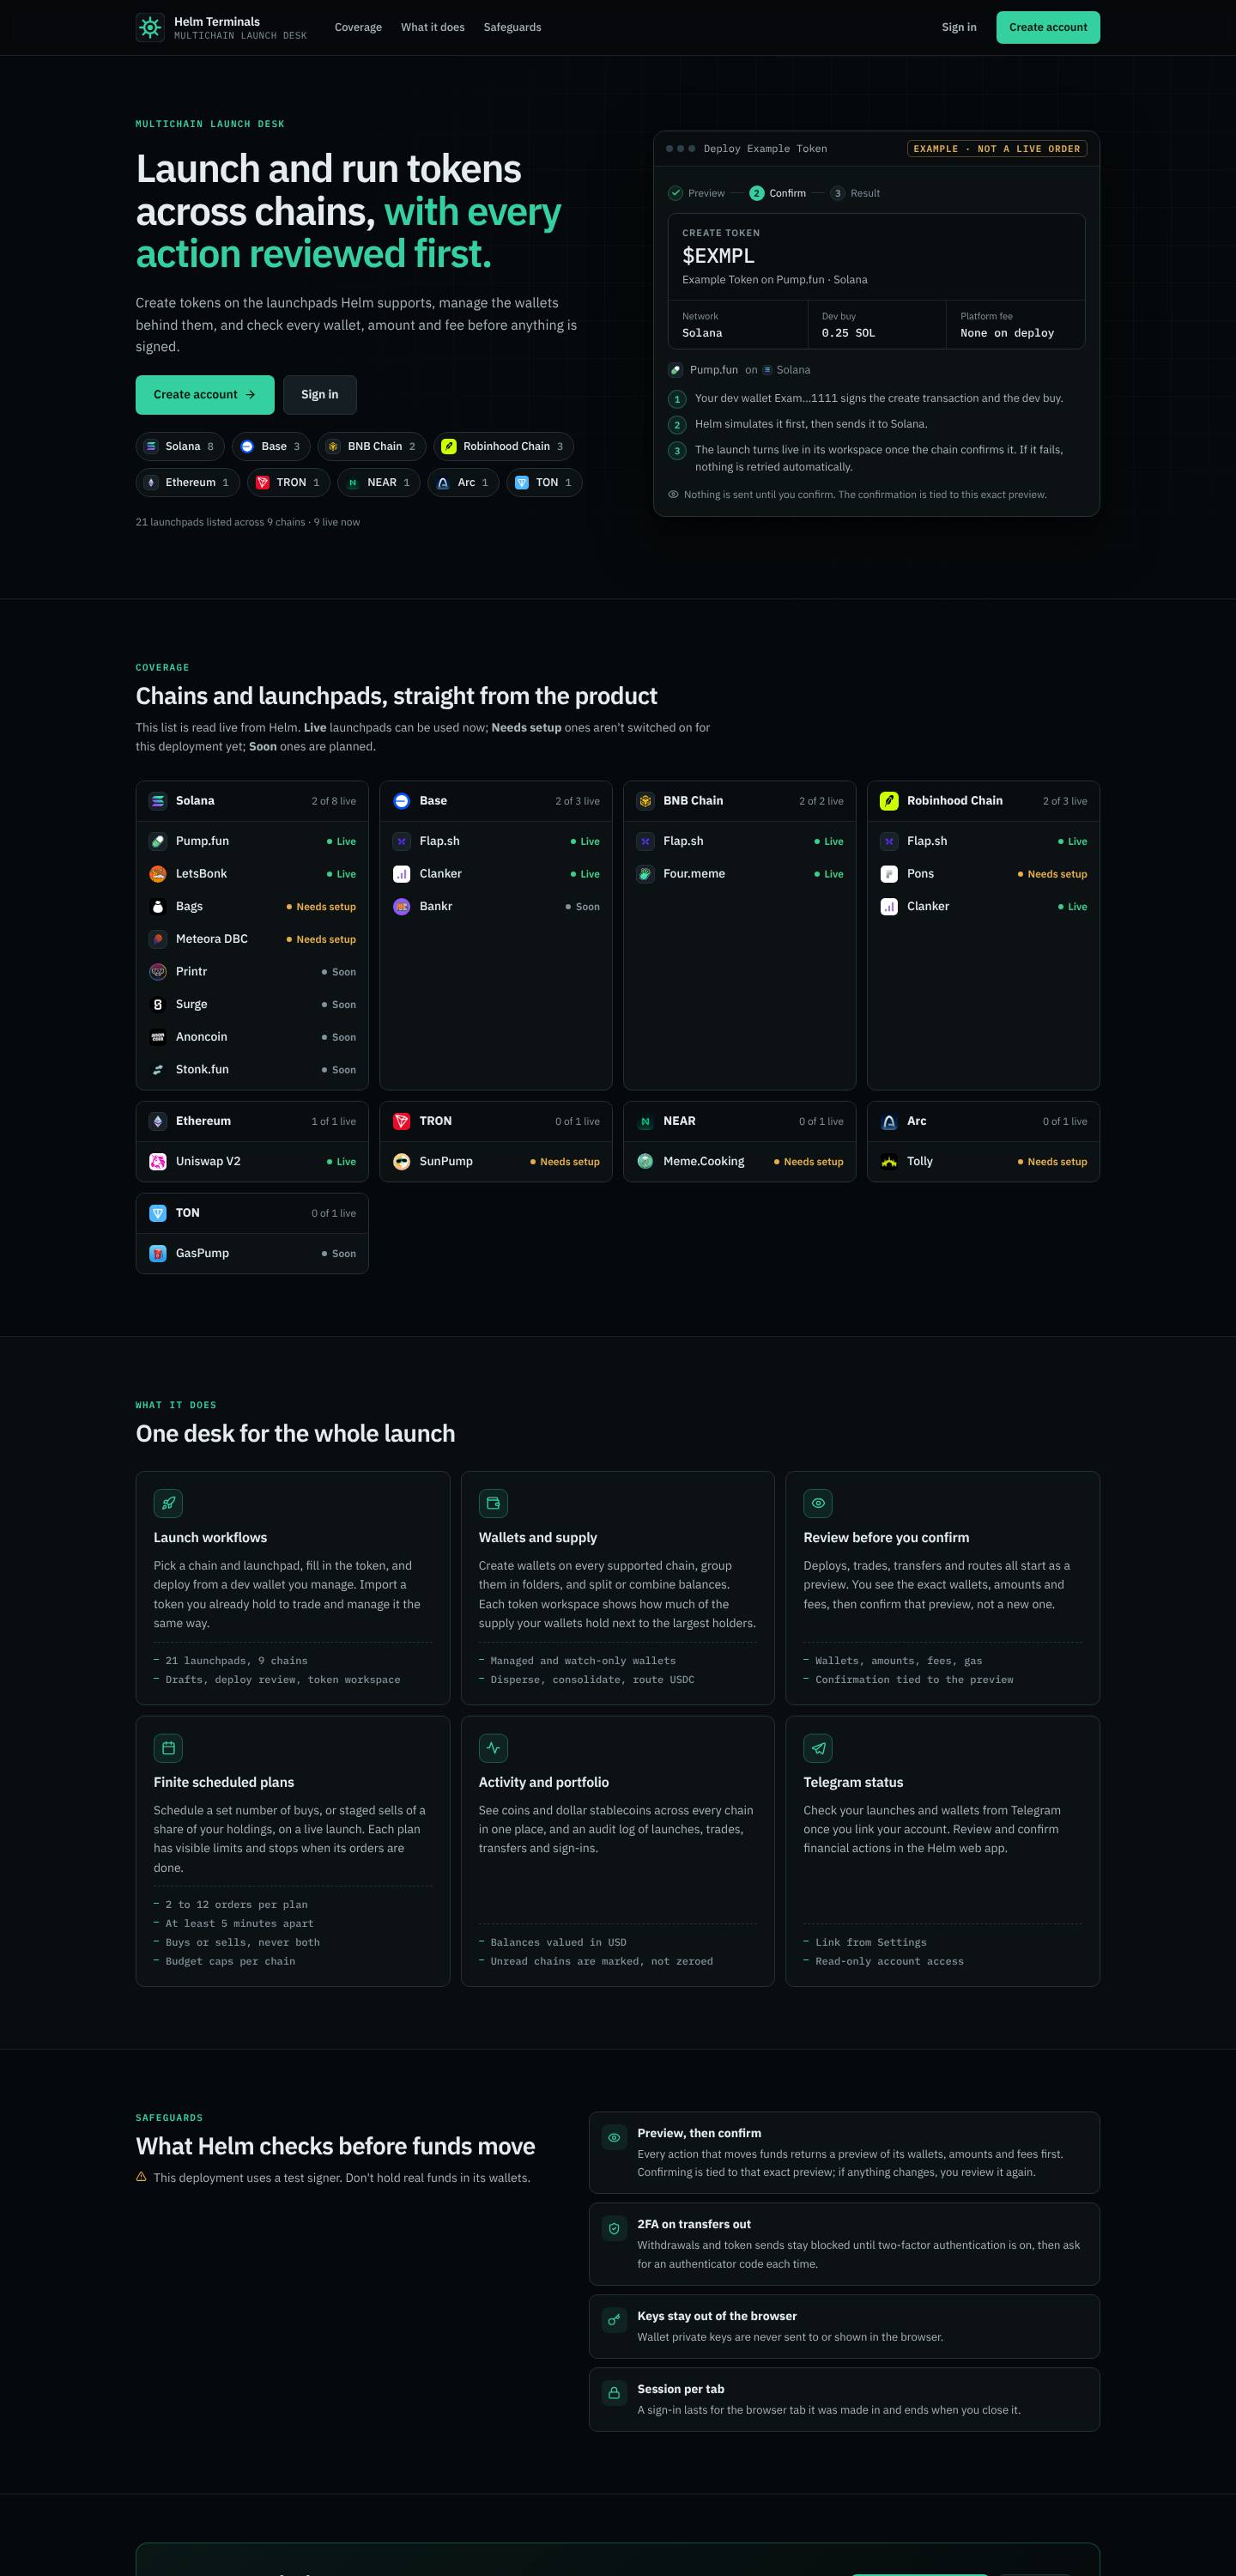 Helm Terminals
MULTICHAIN LAUNCH DESK
Coverage
What it does
Safeguards
Sign in
Create account
MULTICHAIN LAUNCH DESK
Launch and run tokens
across chains, with every
action reviewed first.
Create tokens on the launchpads Helm supports, manage the wallets
behind them, and check every wallet, amount and fee before anything is
signed.
Create account →
Sign in
Solana 8
Base 3
BNB Chain 2
Robinhood Chain 3
Ethereum 1
TRON 1
NEAR 1
Arc 1
TON 1
21 launchpads listed across 9 chains · 9 live now
Deploy Example Token
EXAMPLE · NOT A LIVE ORDER
Preview
2 Confirm
3 Result
CREATE TOKEN
$EXMPL
Example Token on Pump.fun · Solana
Network
Solana
Dev buy
0.25 SOL
Platform fee
None on deploy
Pump.fun on Solana
1 Your dev wallet Exam…1111 signs the create transaction and the dev buy.
2 Helm simulates it first, then sends it to Solana.
3 The launch turns live in its workspace once the chain confirms it. If it fails,
nothing is retried automatically.
Nothing is sent until you confirm. The confirmation is tied to this exact preview.
COVERAGE
Chains and launchpads, straight from the product
This list is read live from Helm. Live launchpads can be used now; Needs setup ones aren't switched on for
this deployment yet; Soon ones are planned.
Solana 2 of 8 live
Pump.fun Live
LetsBonk Live
Bags Needs setup
Meteora DBC Needs setup
Printr Soon
Surge Soon
Anoncoin Soon
Stonk.fun Soon
Base 2 of 3 live
Flap.sh Live
Clanker Live
Bankr Soon
BNB Chain 2 of 2 live
Flap.sh Live
Four.meme Live
Robinhood Chain 2 of 3 live
Flap.sh Live
Pons Needs setup
Clanker Live
Ethereum 1 of 1 live
Uniswap V2 Live
TRON 0 of 1 live
SunPump Needs setup
NEAR 0 of 1 live
Meme.Cooking Needs setup
Arc 0 of 1 live
Tolly Needs setup
TON 0 of 1 live
GasPump Soon
WHAT IT DOES
One desk for the whole launch
Launch workflows
Pick a chain and launchpad, fill in the token, and
deploy from a dev wallet you manage. Import a
token you already hold to trade and manage it the
same way.
– 21 launchpads, 9 chains
– Drafts, deploy review, token workspace
Wallets and supply
Create wallets on every supported chain, group
them in folders, and split or combine balances.
Each token workspace shows how much of the
supply your wallets hold next to the largest holders.
– Managed and watch-only wallets
– Disperse, consolidate, route USDC
Review before you confirm
Deploys, trades, transfers and routes all start as a
preview. You see the exact wallets, amounts and
fees, then confirm that preview, not a new one.
– Wallets, amounts, fees, gas
– Confirmation tied to the preview
Finite scheduled plans
Schedule a set number of buys, or staged sells of a
share of your holdings, on a live launch. Each plan
has visible limits and stops when its orders are
done.
– 2 to 12 orders per plan
– At least 5 minutes apart
– Buys or sells, never both
– Budget caps per chain
Activity and portfolio
See coins and dollar stablecoins across every chain
in one place, and an audit log of launches, trades,
transfers and sign-ins.
– Balances valued in USD
– Unread chains are marked, not zeroed
Telegram status
Check your launches and wallets from Telegram
once you link your account. Review and confirm
financial actions in the Helm web app.
– Link from Settings
– Read-only account access
SAFEGUARDS
What Helm checks before funds move
This deployment uses a test signer. Don't hold real funds in its wallets.
Preview, then confirm
Every action that moves funds returns a preview of its wallets, amounts and fees first.
Confirming is tied to that exact preview; if anything changes, you review it again.
2FA on transfers out
Withdrawals and token sends stay blocked until two-factor authentication is on, then ask
for an authenticator code each time.
Keys stay out of the browser
Wallet private keys are never sent to or shown in the browser.
Session per tab
A sign-in lasts for the browser tab it was made in and ends when you close it.